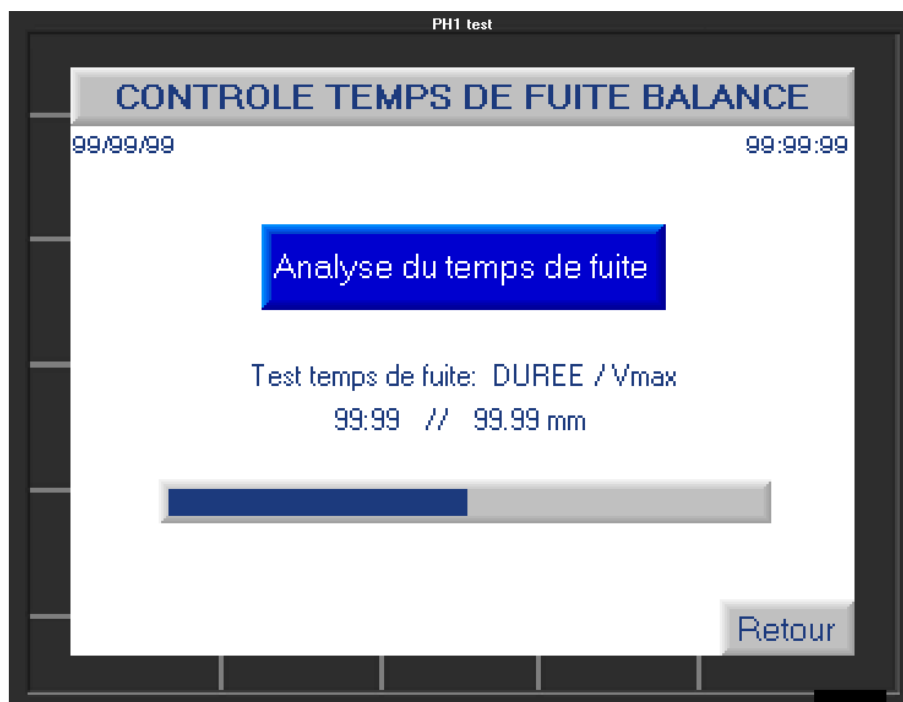 PH1 test
CONTROLE TEMPS DE FUITE BALANCE
99/99/99 99:99:99
Analyse du temps de fuite
Test temps de fuite: DUREE / Vmax
99:99 // 99.99 mm
Retour